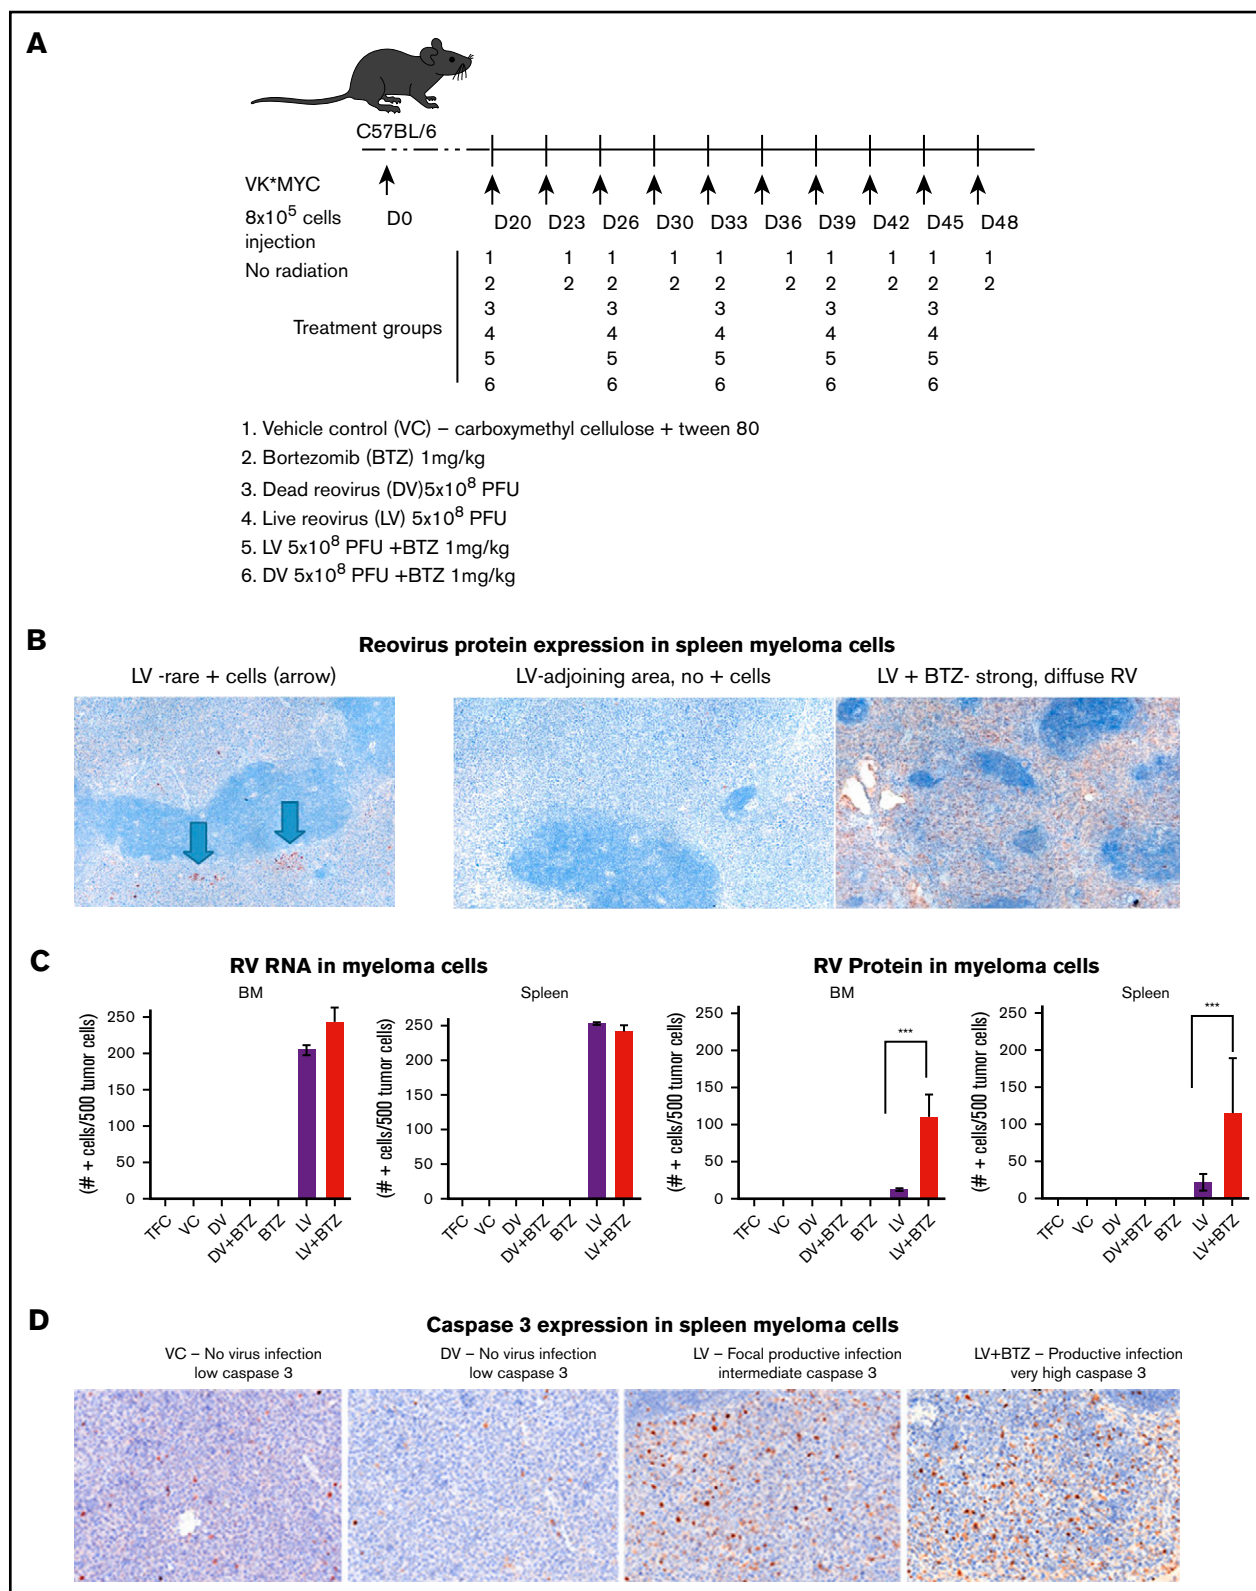 A
C57BL/6
VK*MYC
8x10⁵ cells
injection
No radiation
D0
D20 D23 D26 D30 D33 D36 D39 D42 D45 D48
1 1 1 1 1 1 1 1 1 1
2 2 2 2 2 2 2 2 2 2
3 3 3 3 3
Treatment groups
4 4 4 4 4
5 5 5 5 5
6 6 6 6 6
1. Vehicle control (VC) – carboxymethyl cellulose + tween 80
2. Bortezomib (BTZ) 1mg/kg
3. Dead reovirus (DV)5x10⁸ PFU
4. Live reovirus (LV) 5x10⁸ PFU
5. LV 5x10⁸ PFU +BTZ 1mg/kg
6. DV 5x10⁸ PFU +BTZ 1mg/kg
B
Reovirus protein expression in spleen myeloma cells
LV -rare + cells (arrow)
LV-adjoining area, no + cells
LV + BTZ- strong, diffuse RV
C
RV RNA in myeloma cells
BM
(# + cells/500 tumor cells)
250
200
150
100
50
0
TFC VC DV DV+BTZ BTZ LV LV+BTZ
Spleen
(# + cells/500 tumor cells)
250
200
150
100
50
0
TFC VC DV DV+BTZ BTZ LV LV+BTZ
RV Protein in myeloma cells
BM
(# + cells/500 tumor cells)
250
200
150
100
50
0
***
TFC VC DV DV+BTZ BTZ LV LV+BTZ
Spleen
(# + cells/500 tumor cells)
250
200
150
100
50
0
***
TFC VC DV DV+BTZ BTZ LV LV+BTZ
D
Caspase 3 expression in spleen myeloma cells
VC – No virus infection
low caspase 3
DV – No virus infection
low caspase 3
LV – Focal productive infection
intermediate caspase 3
LV+BTZ – Productive infection
very high caspase 3